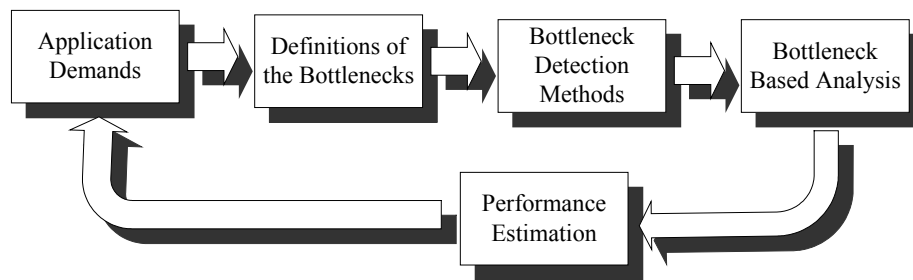 Application
Demands
Definitions of
the Bottlenecks
Bottleneck
Detection
Methods
Bottleneck
Based Analysis
Performance
Estimation